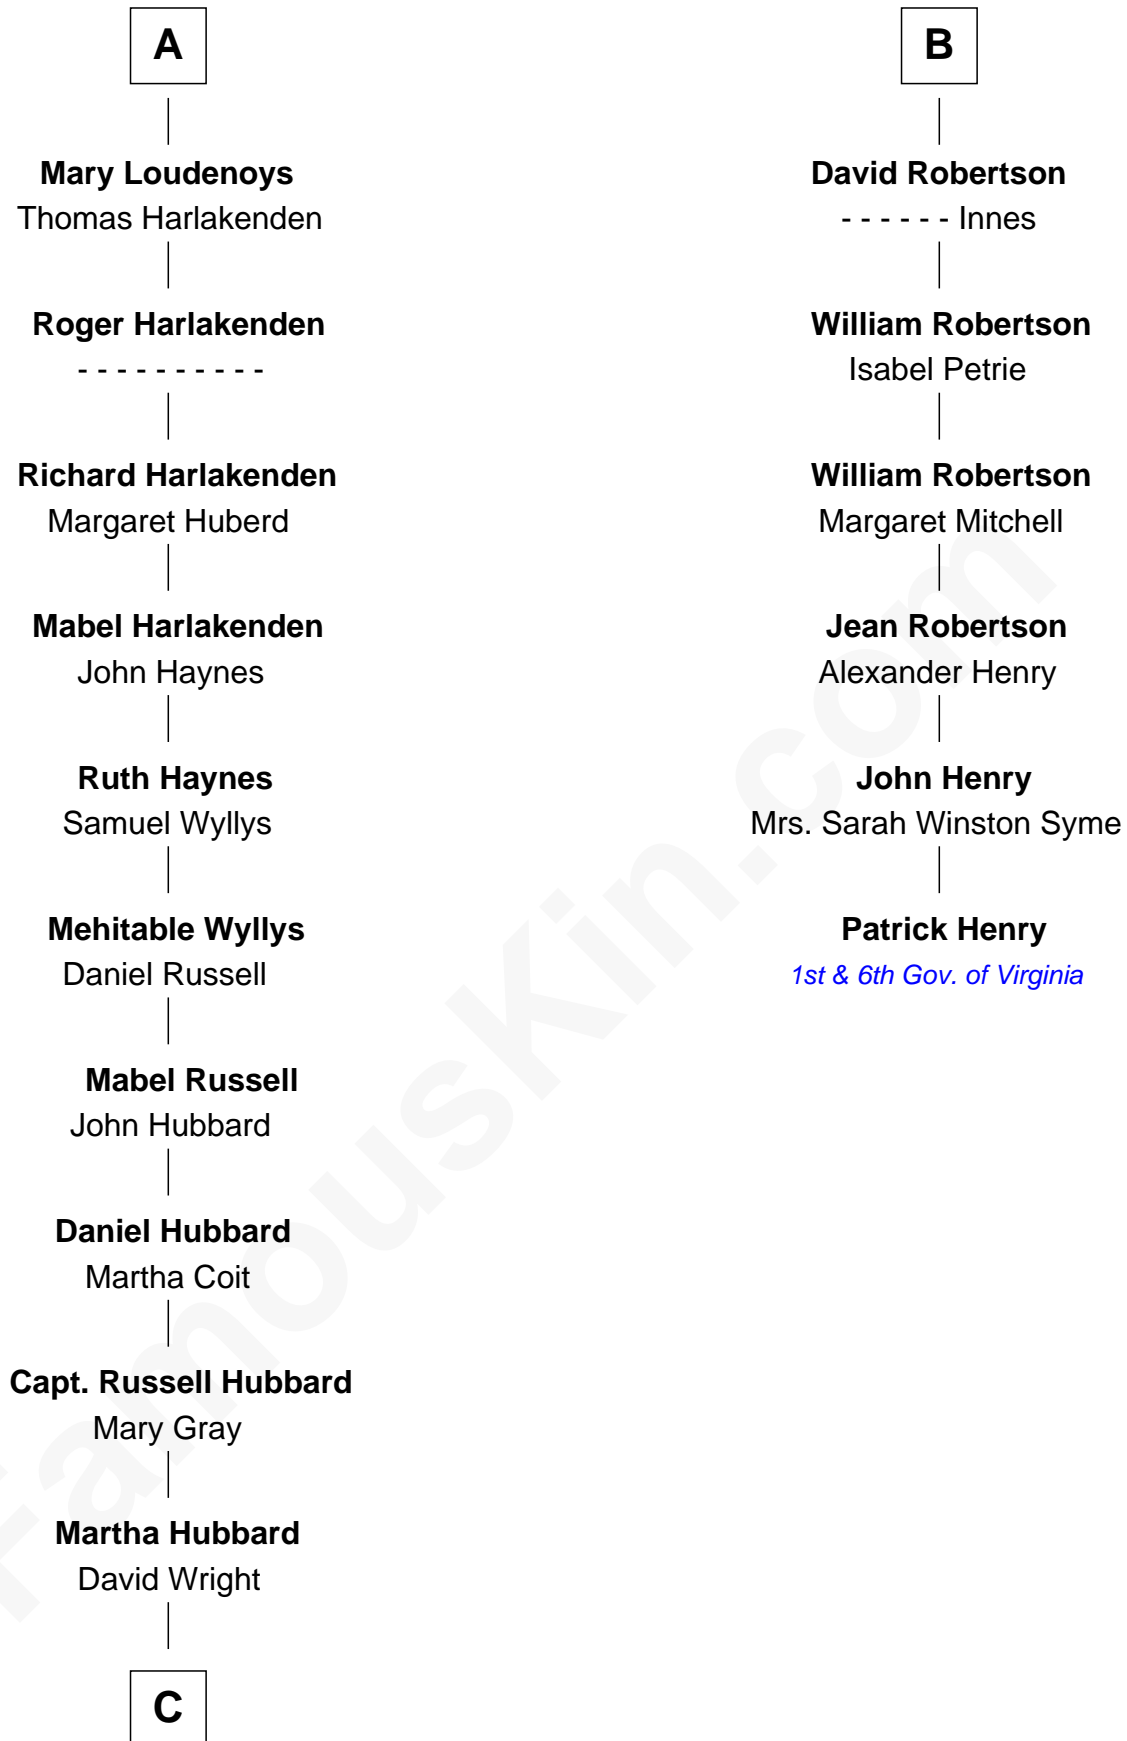 A
Mary Loudenoys
Thomas Harlakenden
Roger Harlakenden
- - - - - - - - - -
Richard Harlakenden
Margaret Huberd
Mabel Harlakenden
John Haynes
Ruth Haynes
Samuel Wyllys
Mehitable Wyllys
Daniel Russell
Mabel Russell
John Hubbard
Daniel Hubbard
Martha Coit
Capt. Russell Hubbard
Mary Gray
Martha Hubbard
David Wright
C
B
David Robertson
- - - - - - Innes
William Robertson
Isabel Petrie
William Robertson
Margaret Mitchell
Jean Robertson
Alexander Henry
John Henry
Mrs. Sarah Winston Syme
Patrick Henry
1st & 6th Gov. of Virginia
FamousKin.com